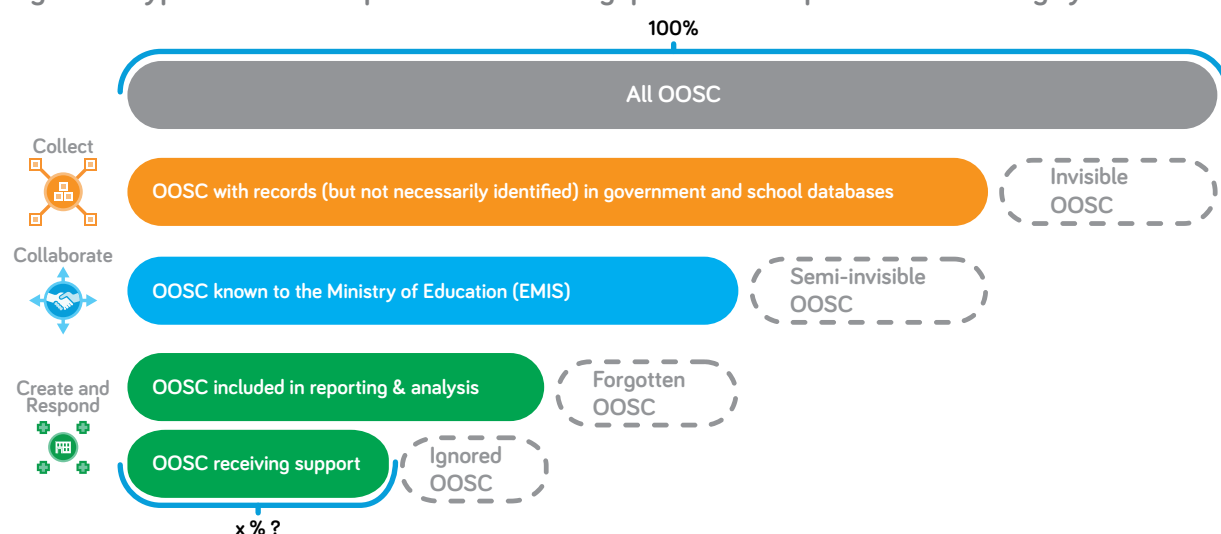 100%
All OOSC
Collect
OOSC with records (but not necessarily identified) in government and school databases
Invisible
OOSC
Collaborate
OOSC known to the Ministry of Education (EMIS)
Semi-invisible
OOSC
Create and
Respond
OOSC included in reporting & analysis
Forgotten
OOSC
OOSC receiving support
Ignored
OOSC
x % ?